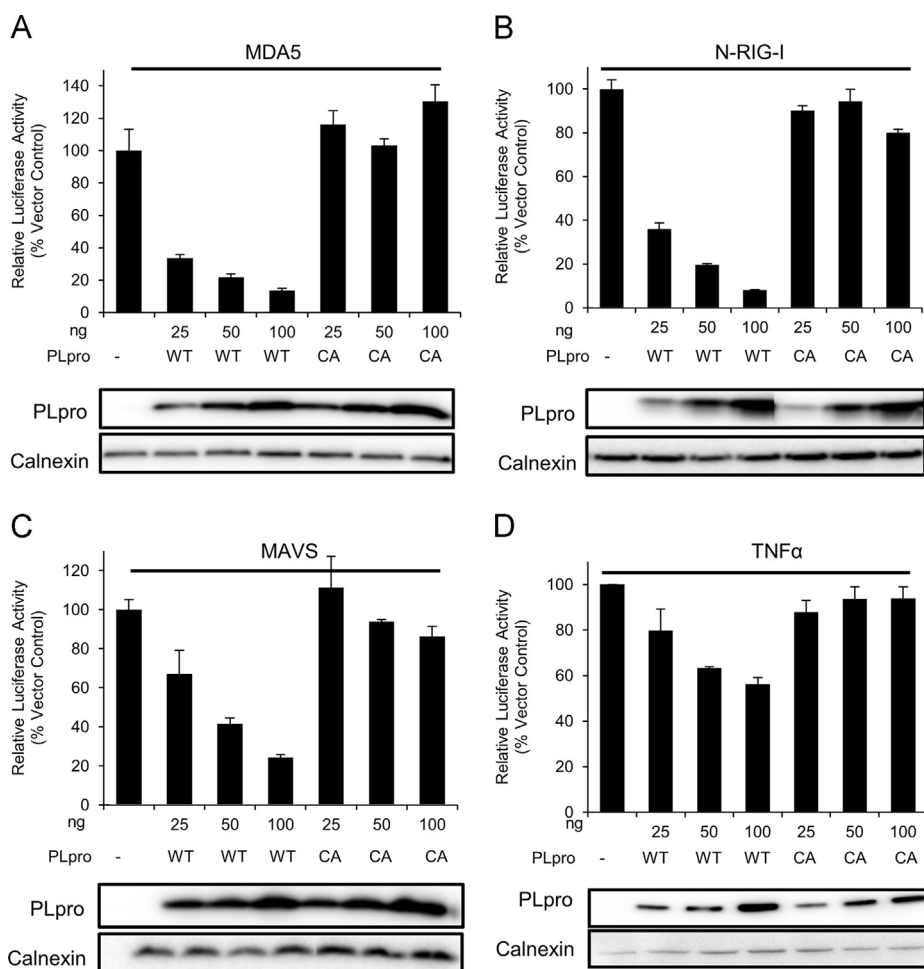 A
MDA5
Relative Luciferase Activity
(% Vector Control)
140
120
100
80
60
40
20
0
ng 25 50 100 25 50 100
PLpro - WT WT WT CA CA CA
PLpro
Calnexin
B
N-RIG-I
Relative Luciferase Activity
(% Vector Control)
100
80
60
40
20
0
ng 25 50 100 25 50 100
PLpro - WT WT WT CA CA CA
PLpro
Calnexin
C
MAVS
Relative Luciferase Activity
(% Vector Control)
120
100
80
60
40
20
0
ng 25 50 100 25 50 100
PLpro - WT WT WT CA CA CA
PLpro
Calnexin
D
TNFα
Relative Luciferase Activity
(% Vector Control)
100
80
60
40
20
0
ng 25 50 100 25 50 100
PLpro - WT WT WT CA CA CA
PLpro
Calnexin